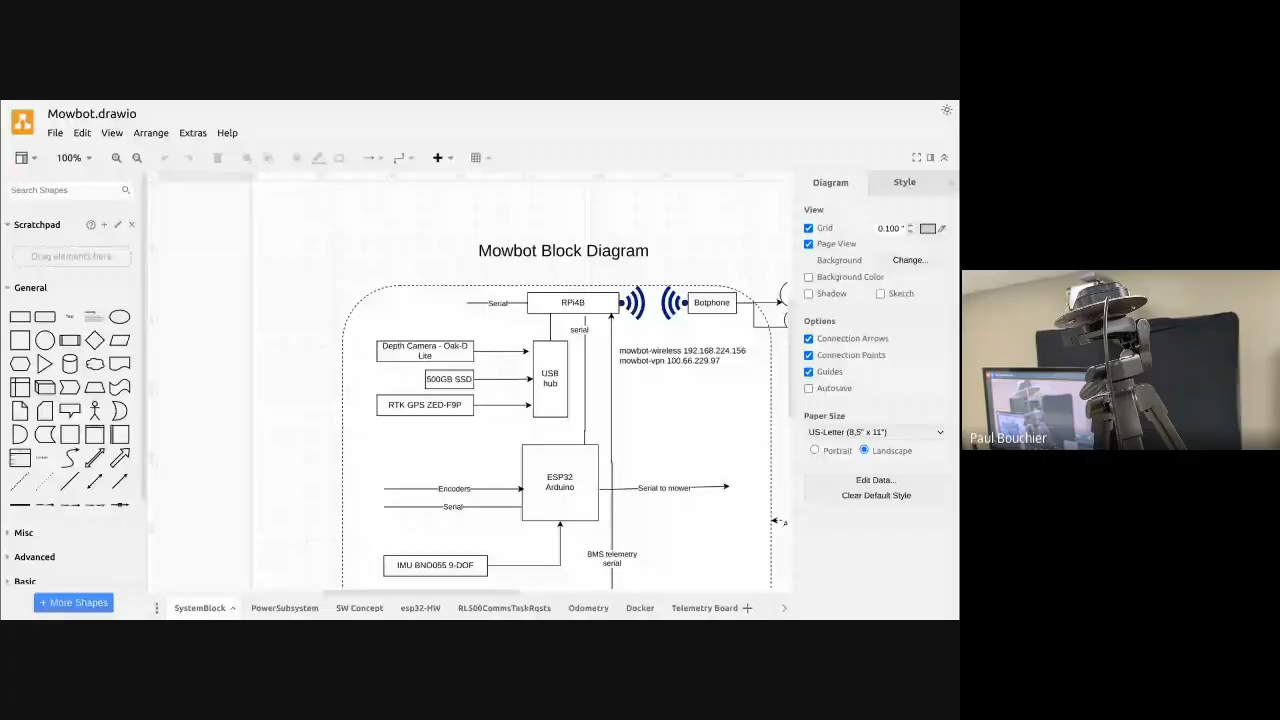 Mowbot.drawio
File Edit View Arrange Extras Help
100%
Search Shapes
Scratchpad
Drag elements here
General
Misc
Advanced
Basic
+ More Shapes
Mowbot Block Diagram
Serial
RPi4B
Botphone
serial
Depth Camera - Oak-D
Lite
500GB SSD
RTK GPS ZED-F9P
USB
hub
mowbot-wireless 192.168.224.156
mowbot-vpn 100.66.229.97
ESP32
Arduino
Encoders
Serial
Serial to mower
BMS telemetry
serial
IMU BNO055 9-DOF
SystemBlock PowerSubsystem SW Concept esp32-HW RL500CommsTaskRqsts Odometry Docker Telemetry Board
Diagram Style
View
Grid 0.100 "
Page View
Background Change...
Background Color
Shadow Sketch
Options
Connection Arrows
Connection Points
Guides
Autosave
Paper Size
US-Letter (8,5" x 11")
Portrait Landscape
Edit Data...
Clear Default Style
Paul Bouchier